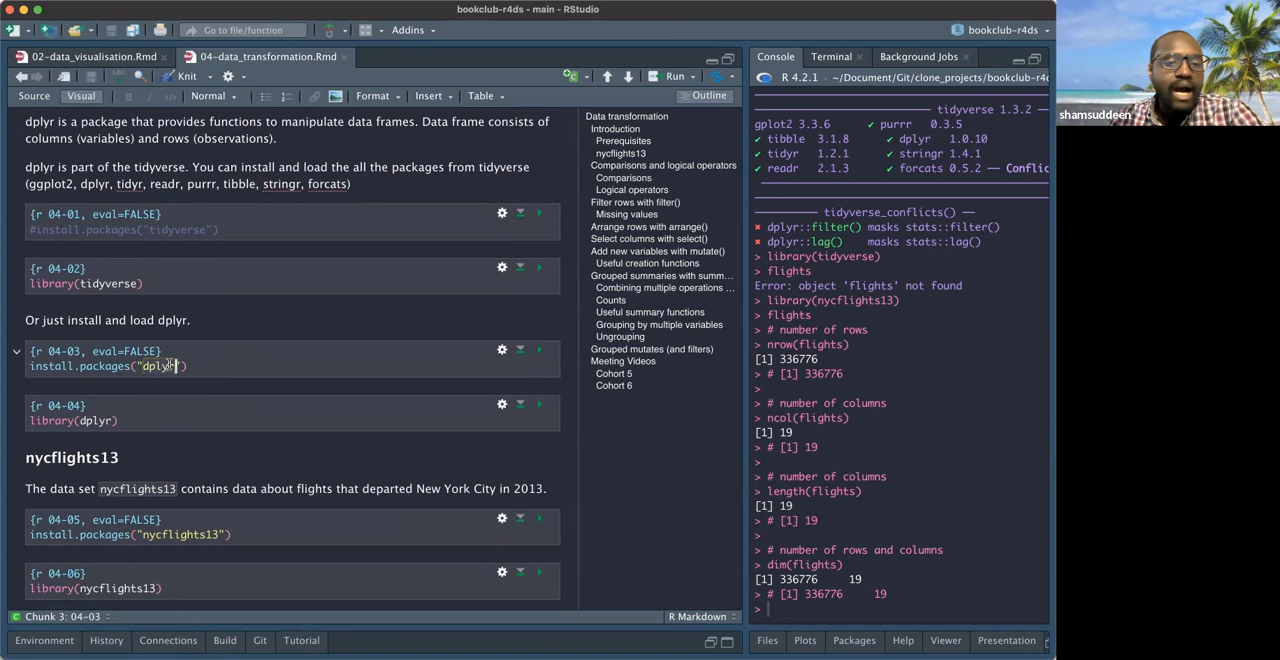 bookclub-r4ds - main - RStudio
Go to file/function
Addins
bookclub-r4ds
02-data_visualisation.Rmd
04-data_transformation.Rmd
Knit
Run
Source
Visual
B
I
Normal
Format
Insert
Table
Outline
dplyr is a package that provides functions to manipulate data frames. Data frame consists of
columns (variables) and rows (observations).
dplyr is part of the tidyverse. You can install and load the all the packages from tidyverse
(ggplot2, dplyr, tidyr, readr, purrr, tibble, stringr, forcats)
{r 04-01, eval=FALSE}
#install.packages("tidyverse")
{r 04-02}
library(tidyverse)
Or just install and load dplyr.
{r 04-03, eval=FALSE}
install.packages("dplyr")
{r 04-04}
library(dplyr)
nycflights13
The data set nycflights13 contains data about flights that departed New York City in 2013.
{r 04-05, eval=FALSE}
install.packages("nycflights13")
{r 04-06}
library(nycflights13)
Chunk 3: 04-03
R Markdown
Data transformation
Introduction
Prerequisites
nycflights13
Comparisons and logical operators
Comparisons
Logical operators
Filter rows with filter()
Missing values
Arrange rows with arrange()
Select columns with select()
Add new variables with mutate()
Useful creation functions
Grouped summaries with summ...
Combining multiple operations ...
Counts
Useful summary functions
Grouping by multiple variables
Ungrouping
Grouped mutates (and filters)
Meeting Videos
Cohort 5
Cohort 6
Environment
History
Connections
Build
Git
Tutorial
Console
Terminal
Background Jobs
R 4.2.1 · ~/Document/Git/clone_projects/bookclub-r4d
tidyverse 1.3.2
gplot2 3.3.6 ✔ purrr 0.3.5
✔ tibble 3.1.8 ✔ dplyr 1.0.10
✔ tidyr 1.2.1 ✔ stringr 1.4.1
✔ readr 2.1.3 ✔ forcats 0.5.2 — Conflic
tidyverse_conflicts() —
✖ dplyr::filter() masks stats::filter()
✖ dplyr::lag() masks stats::lag()
> library(tidyverse)
> flights
Error: object 'flights' not found
> library(nycflights13)
> flights
> # number of rows
> nrow(flights)
[1] 336776
> # [1] 336776
>
> # number of columns
> ncol(flights)
[1] 19
> # [1] 19
>
> # number of columns
> length(flights)
[1] 19
> # [1] 19
>
> # number of rows and columns
> dim(flights)
[1] 336776 19
> # [1] 336776 19
>
Files
Plots
Packages
Help
Viewer
Presentation
shamsuddeen